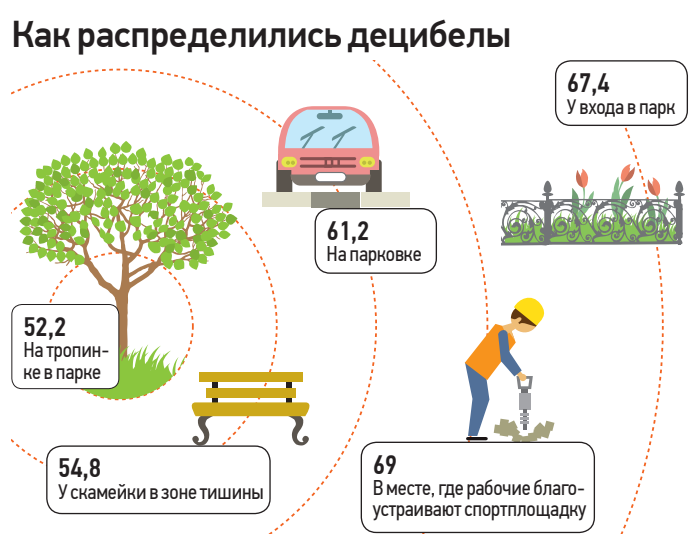 Как распределились децибелы
67,4
У входа в парк
61,2
На парковке
52,2
На тропин-
ке в парке
54,8
У скамейки в зоне тишины
69
В месте, где рабочие благо-
устраивают спортплощадку